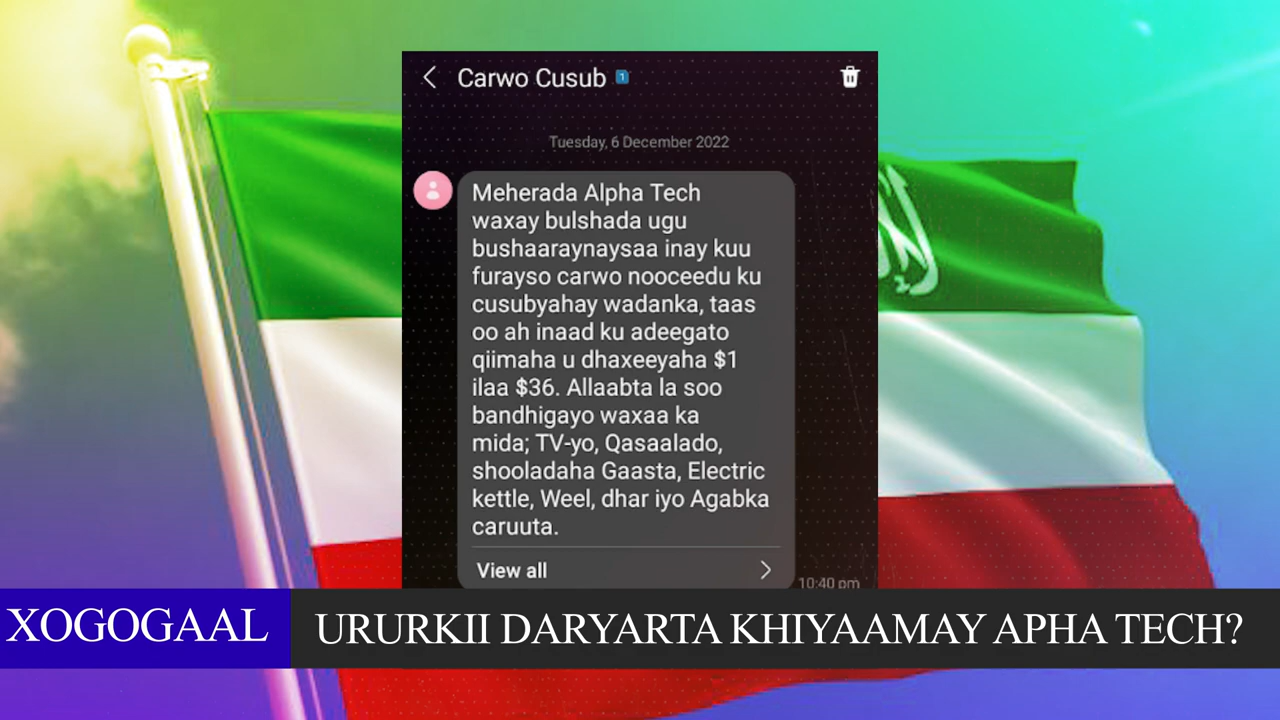 Carwo Cusub 1
Tuesday, 6 December 2022
Meherada Alpha Tech
waxay bulshada ugu
bushaaraynaysaa inay kuu
furayso carwo nooceedu ku
cusubyahay wadanka, taas
oo ah inaad ku adeegato
qiimaha u dhaxeeyaha $1
ilaa $36. Allaabta la soo
bandhigayo waxaa ka
mida; TV-yo, Qasaalado,
shooladaha Gaasta, Electric
kettle, Weel, dhar iyo Agabka
caruuta.
View all
10:40 pm
XOGOGAAL
URURKII DARYARTA KHIYAAMAY APHA TECH?